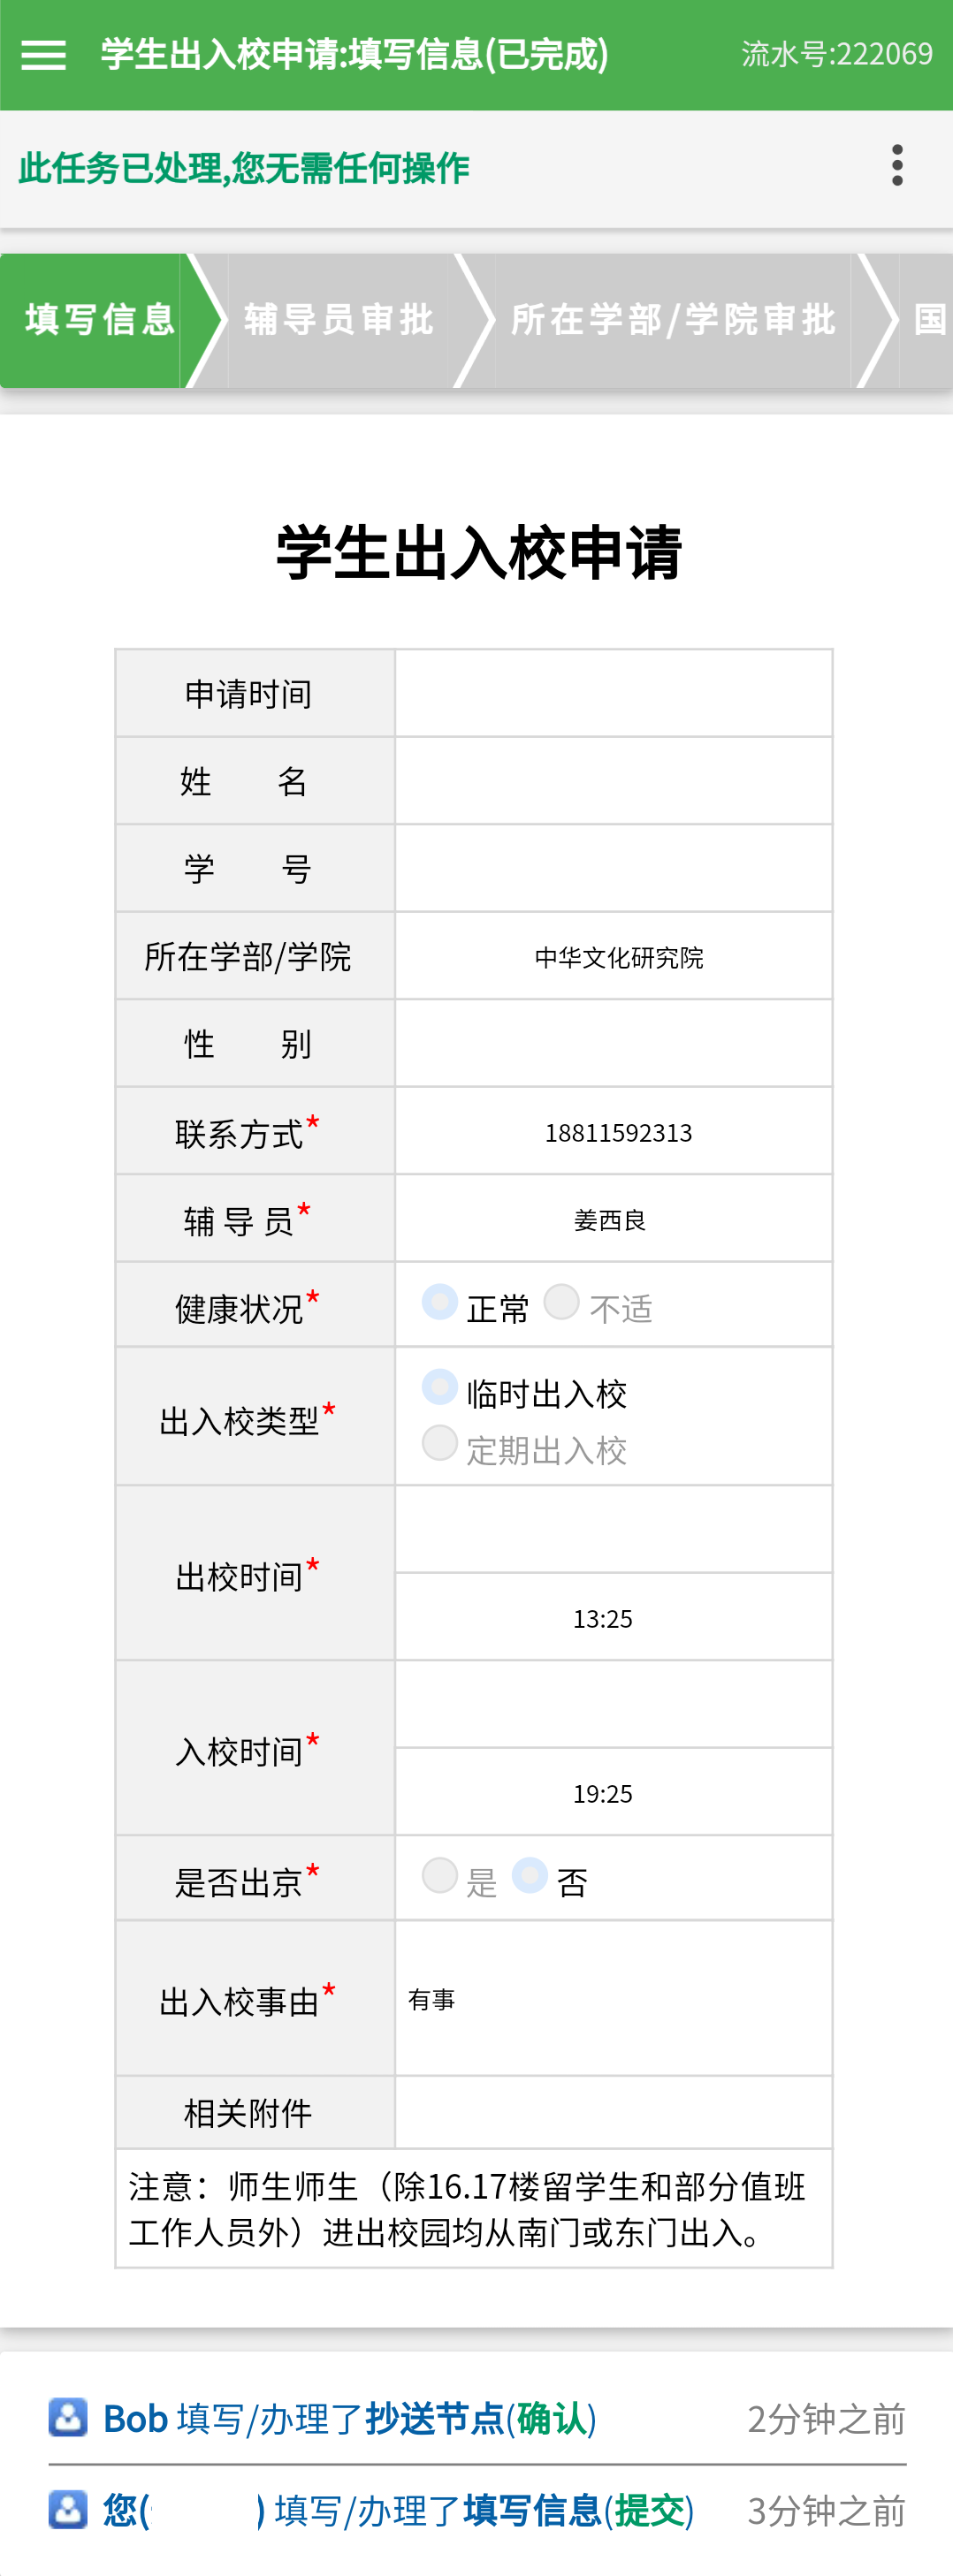 学生出入校申请:填写信息(已完成) 流水号:222069
此任务已处理,您无需任何操作
填写信息 辅导员审批 所在学部/学院审批 国
学生出入校申请
申请时间
姓 名
学 号
所在学部/学院 中华文化研究院
性 别
联系方式* 18811592313
辅 导 员* 姜西良
健康状况* 正常 不适
出入校类型* 临时出入校
定期出入校
出校时间*
13:25
入校时间*
19:25
是否出京* 是 否
出入校事由* 有事
相关附件
注意：师生师生（除16.17楼留学生和部分值班
工作人员外）进出校园均从南门或东门出入。
Bob 填写/办理了抄送节点(确认) 2分钟之前
您( ) 填写/办理了填写信息(提交) 3分钟之前